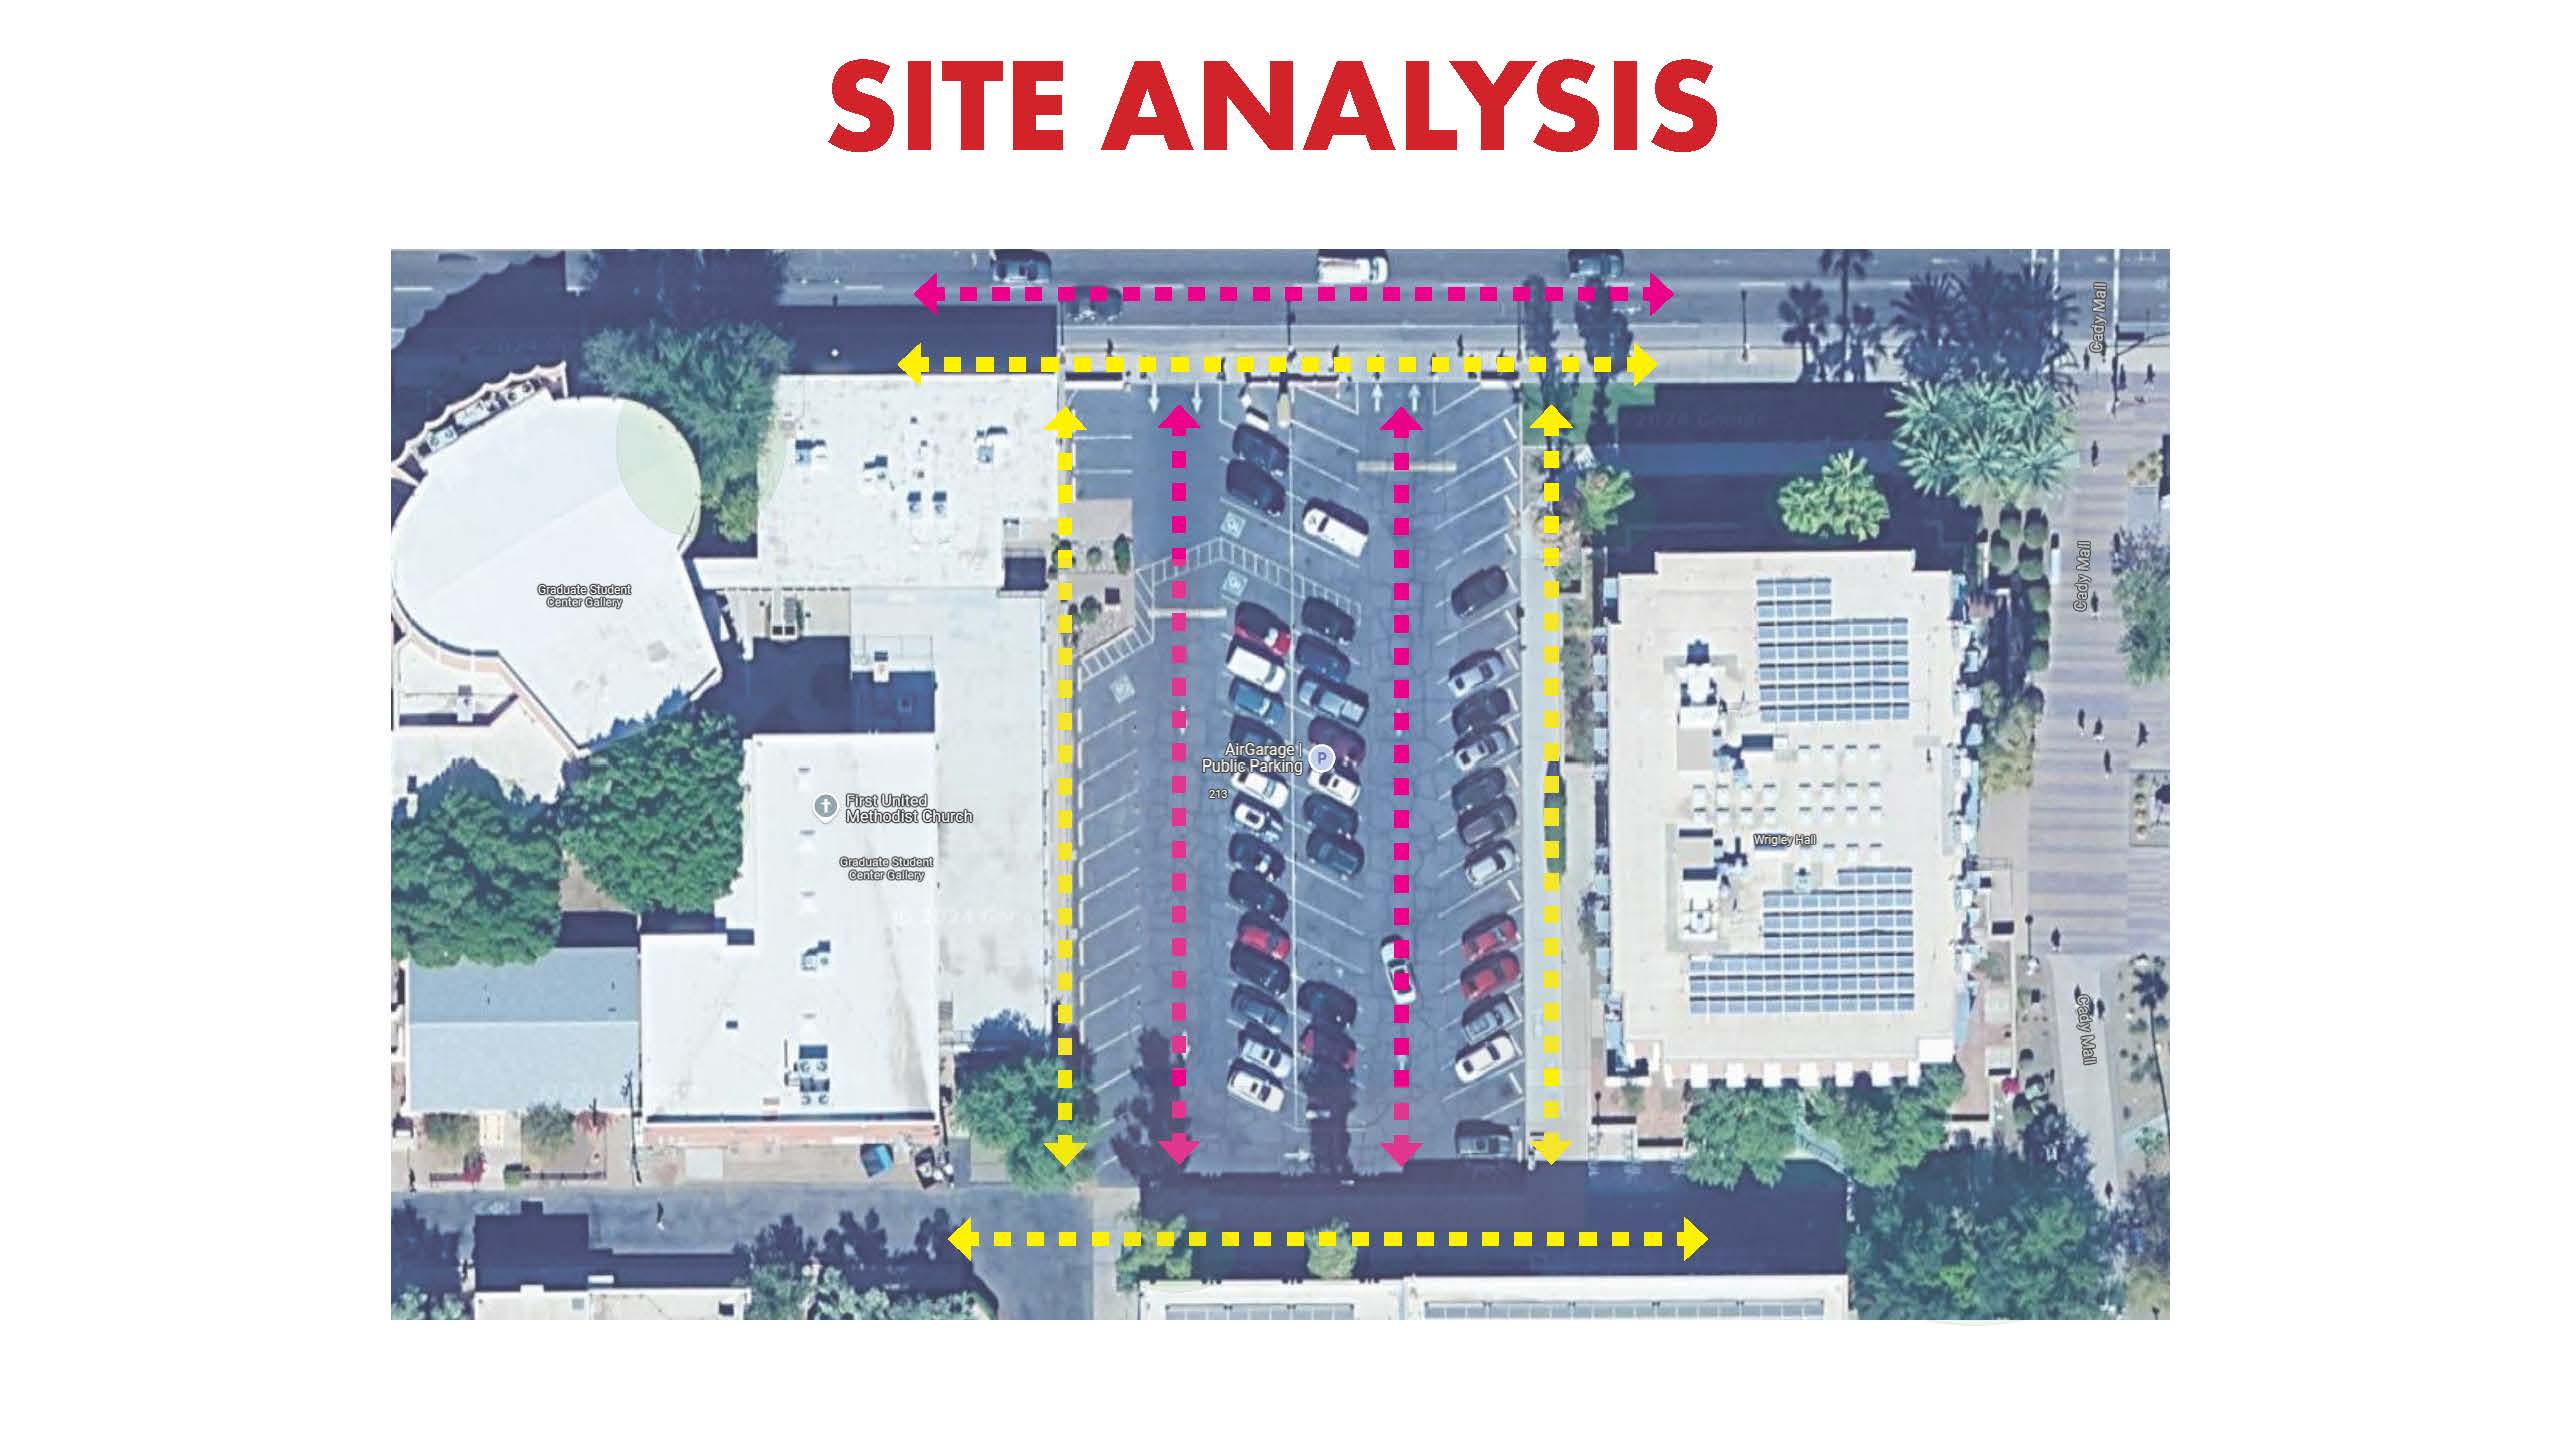 SITE ANALYSIS
Cady Mall
Cady Mall
Graduate Student
Center Gallery
AirGarage |
Public Parking
P
213
First United
Methodist Church
Wrigley Hall
Graduate Student
Center Gallery
Cady Mall